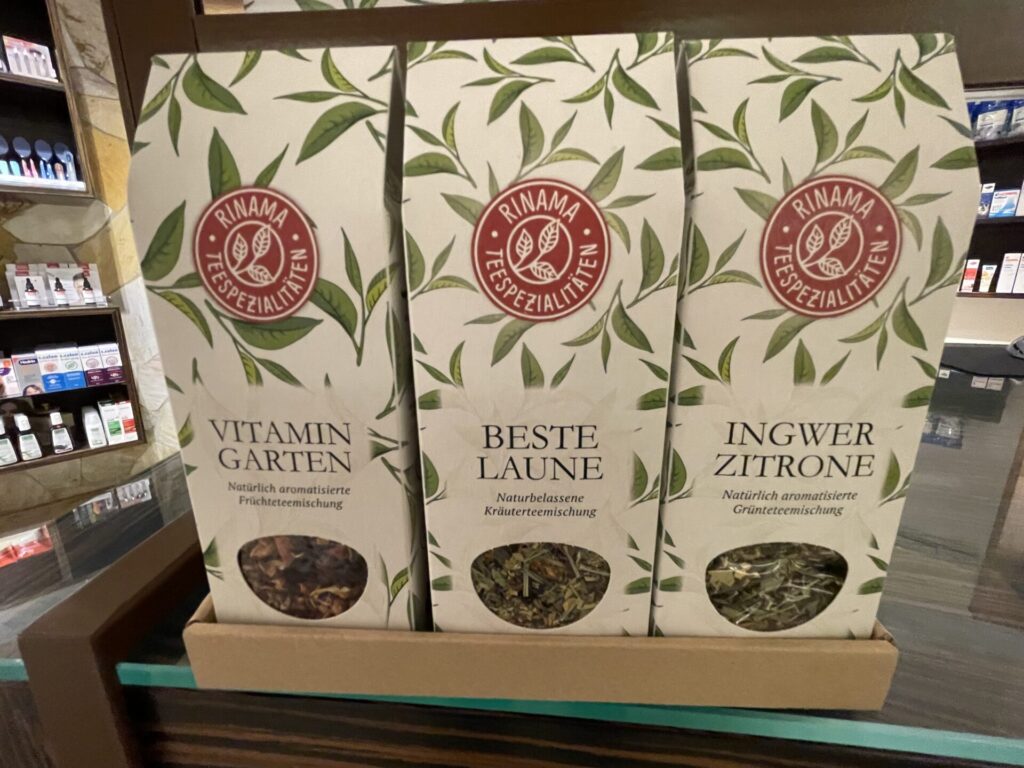 RINAMA
TEESPEZIALITÄTEN
VITAMIN
GARTEN
Natürlich aromatisierte
Früchteteemischung
RINAMA
TEESPEZIALITÄTEN
BESTE
LAUNE
Naturbelassene
Kräuterteemischung
RINAMA
TEESPEZIALITÄTEN
INGWER
ZITRONE
Natürlich aromatisierte
Grünteemischung